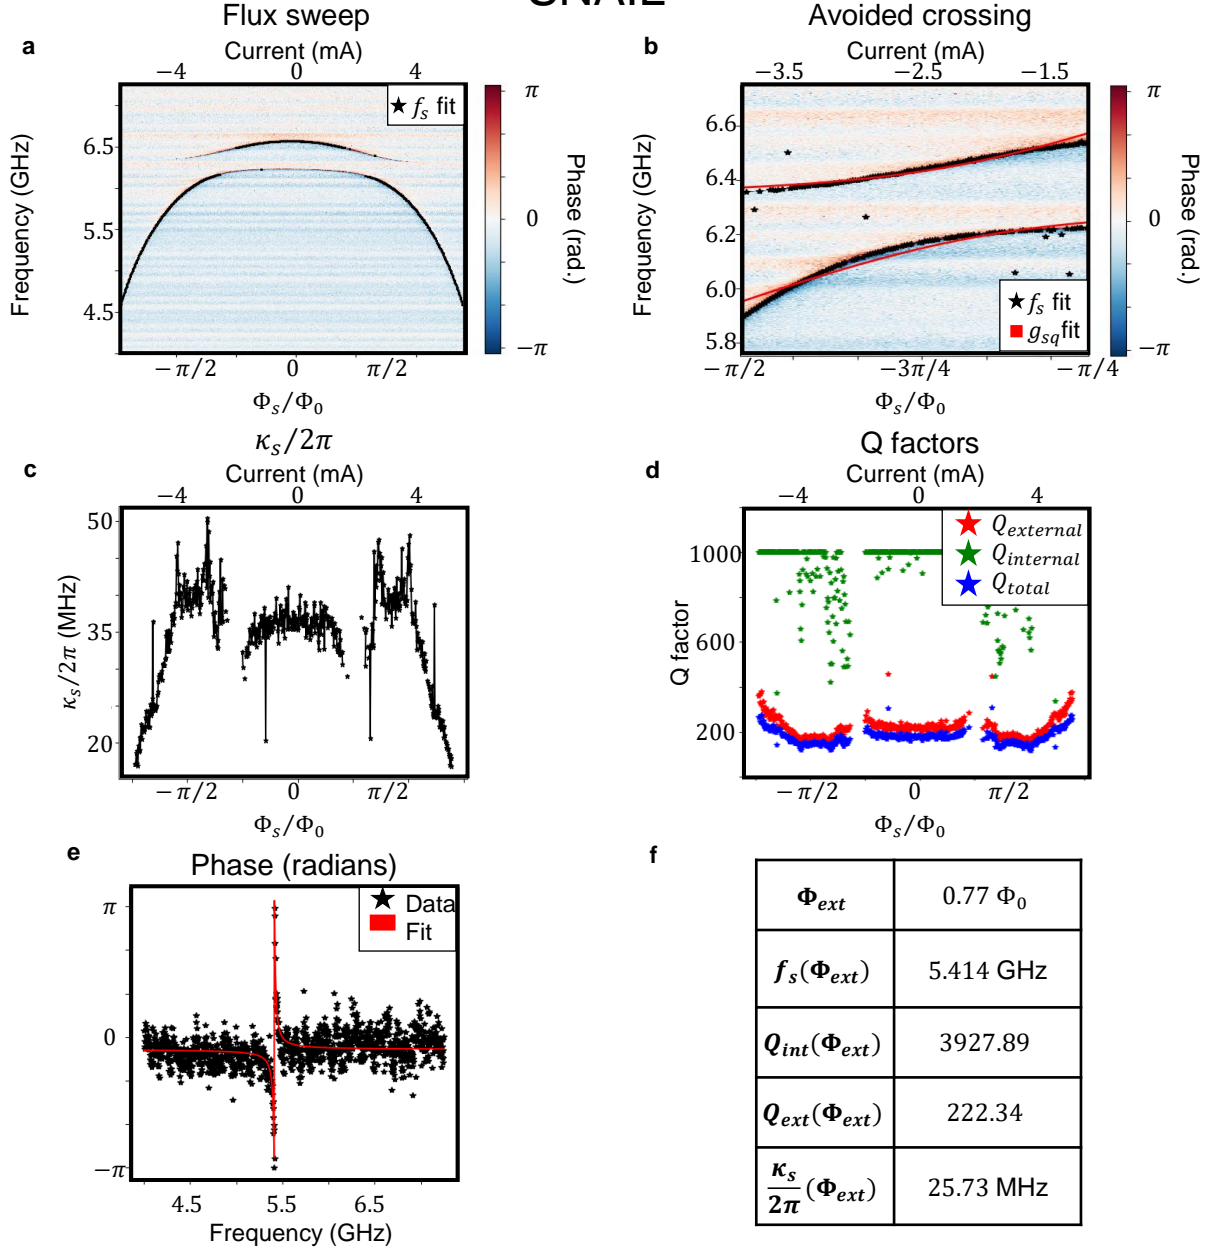 Flux sweep
a
Current (mA)
−4
0
4
★ f_s fit
Frequency (GHz)
6.5
5.5
4.5
π
0
−π
Phase (rad.)
−π/2
0
π/2
Φ_s/Φ_0
Avoided crossing
b
Current (mA)
−3.5
−2.5
−1.5
Frequency (GHz)
6.6
6.4
6.2
6.0
5.8
★ f_s fit
g_sq fit
π
0
−π
Phase (rad.)
−π/2
−3π/4
−π/4
Φ_s/Φ_0
κ_s/2π
c
Current (mA)
−4
0
4
κ_s/2π (MHz)
50
35
20
−π/2
0
π/2
Φ_s/Φ_0
Q factors
d
Current (mA)
−4
0
4
Q factor
1000
600
200
Q_external
Q_internal
Q_total
−π/2
0
π/2
Φ_s/Φ_0
e
Phase (radians)
π
0
−π
Data
Fit
4.5
5.5
6.5
Frequency (GHz)
f
Φ_ext
0.77 Φ_0
f_s(Φ_ext)
5.414 GHz
Q_int(Φ_ext)
3927.89
Q_ext(Φ_ext)
222.34
κ_s/2π(Φ_ext)
25.73 MHz